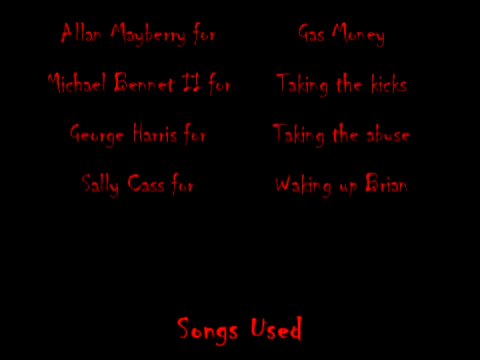 Allan Mayberry for Gas Money
Michael Bennet II for Taking the kicks
George Harris for Taking the abuse
Sally Cass for Waking up Brian
Songs Used